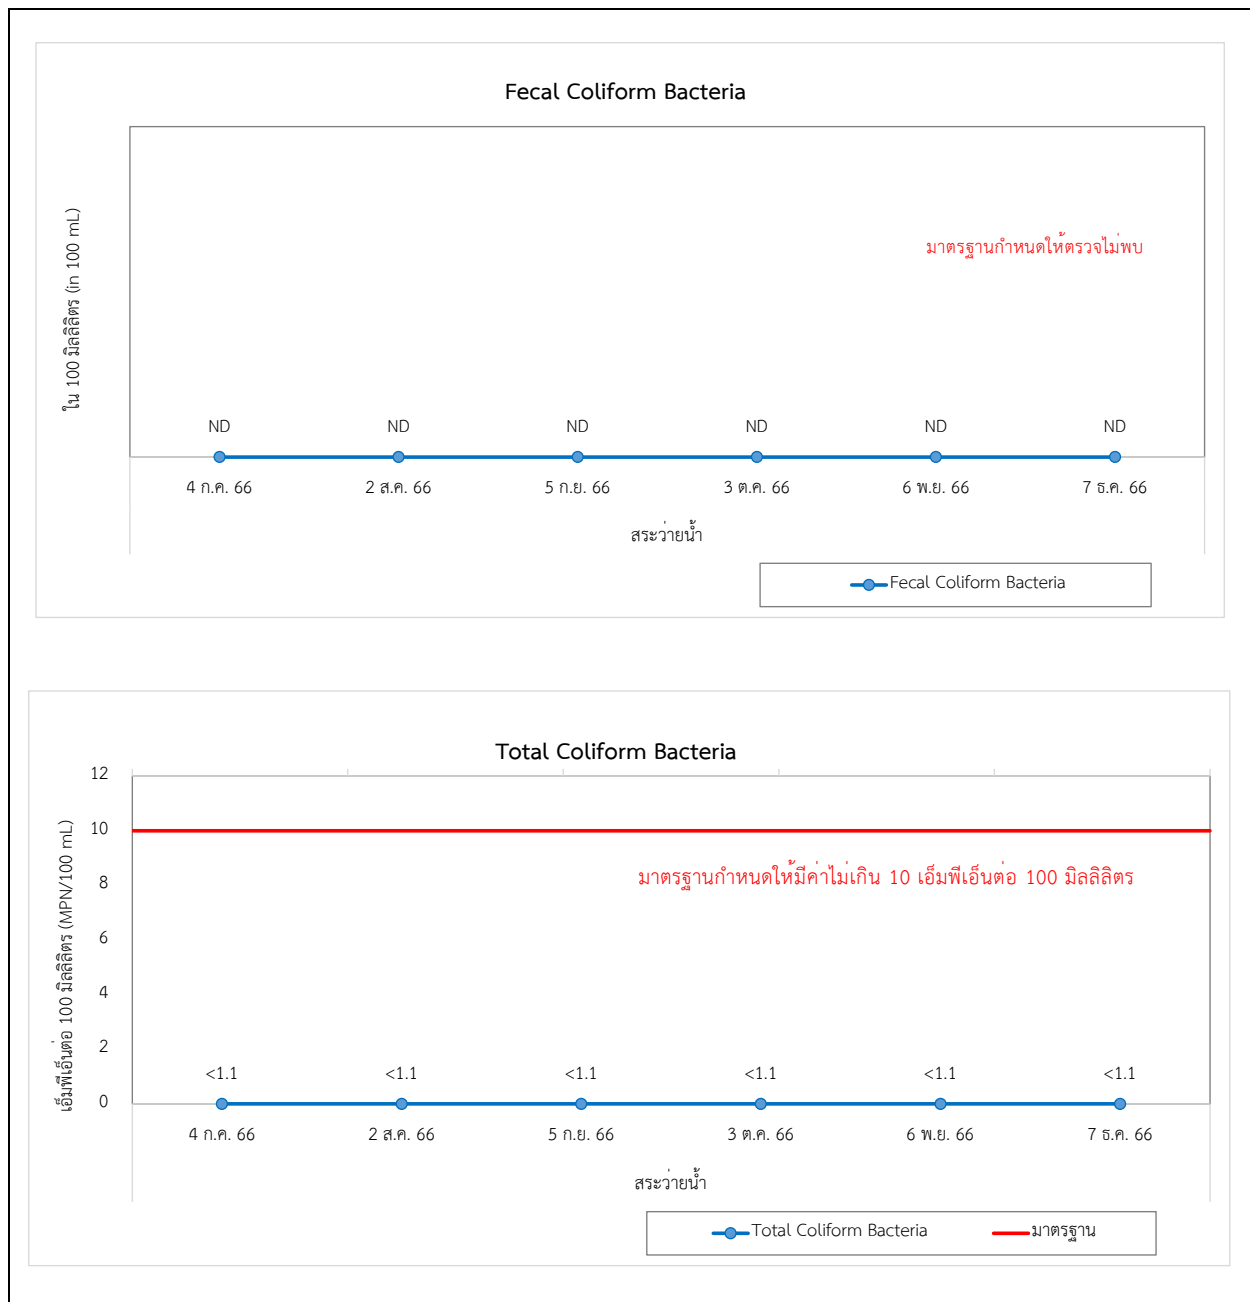 Fecal Coliform Bacteria
ใน 100 มิลลิลิตร (in 100 mL)
มาตรฐานกำหนดให้ตรวจไม่พบ
ND ND ND ND ND ND
4 ก.ค. 66 2 ส.ค. 66 5 ก.ย. 66 3 ต.ค. 66 6 พ.ย. 66 7 ธ.ค. 66
สระว่ายน้ำ
Fecal Coliform Bacteria
Total Coliform Bacteria
เอ็มพีเอ็นต่อ 100 มิลลิลิตร (MPN/100 mL)
12
10
8
มาตรฐานกำหนดให้มีค่าไม่เกิน 10 เอ็มพีเอ็นต่อ 100 มิลลิลิตร
6
4
2
<1.1 <1.1 <1.1 <1.1 <1.1 <1.1
0
4 ก.ค. 66 2 ส.ค. 66 5 ก.ย. 66 3 ต.ค. 66 6 พ.ย. 66 7 ธ.ค. 66
สระว่ายน้ำ
Total Coliform Bacteria มาตรฐาน